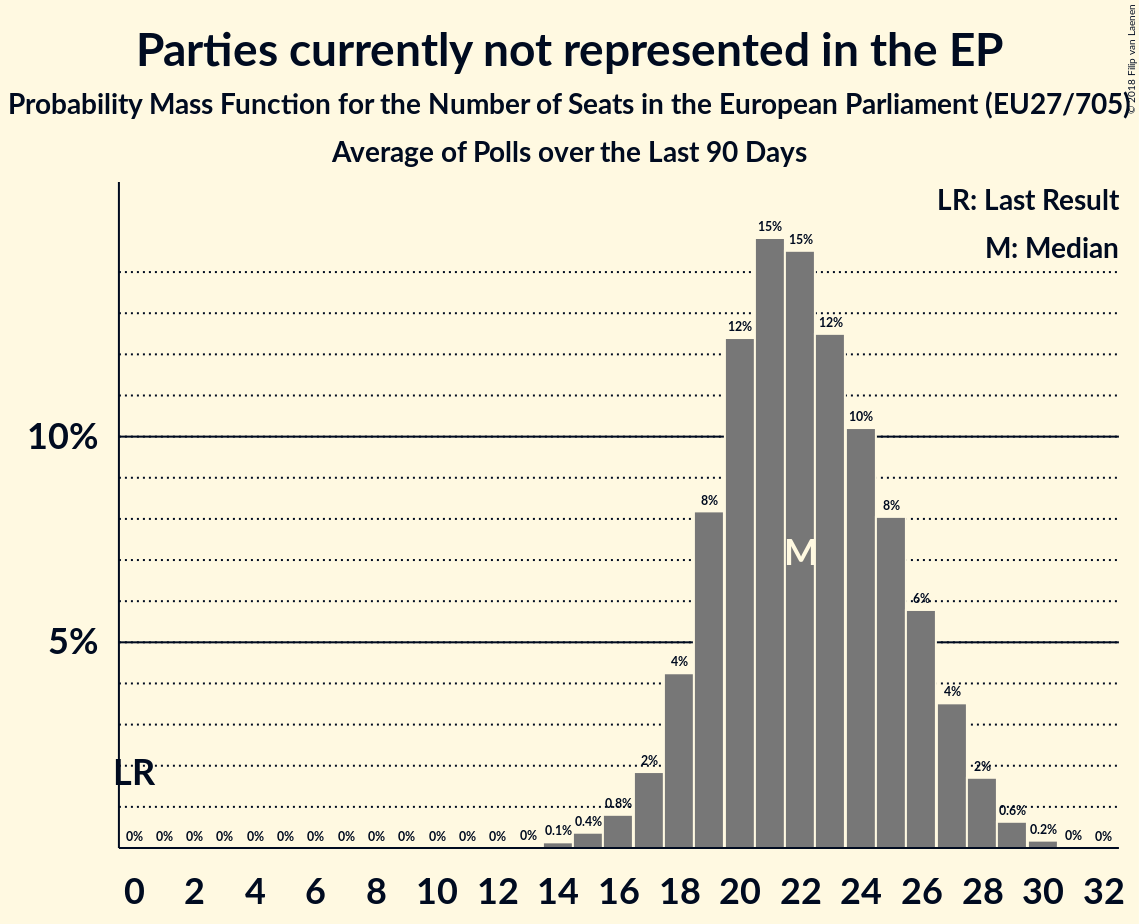 Parties currently not represented in the EP
Probability Mass Function for the Number of Seats in the European Parliament (EU27/705)
Average of Polls over the Last 90 Days
© 2018 Filip van Laenen
LR: Last Result
M: Median
15%
15%
12%
12%
10%
10%
8%
8%
M
6%
5%
4%
4%
2%
2%
LR
0.8%
0.6%
0.4%
0.2%
0.1%
0% 0% 0% 0% 0% 0% 0% 0% 0% 0% 0% 0% 0% 0% 0% 0%
0 2 4 6 8 10 12 14 16 18 20 22 24 26 28 30 32